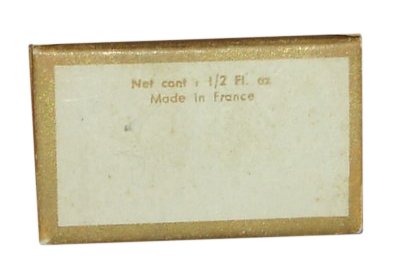 Net cont : 1/2 Fl. oz
Made in France